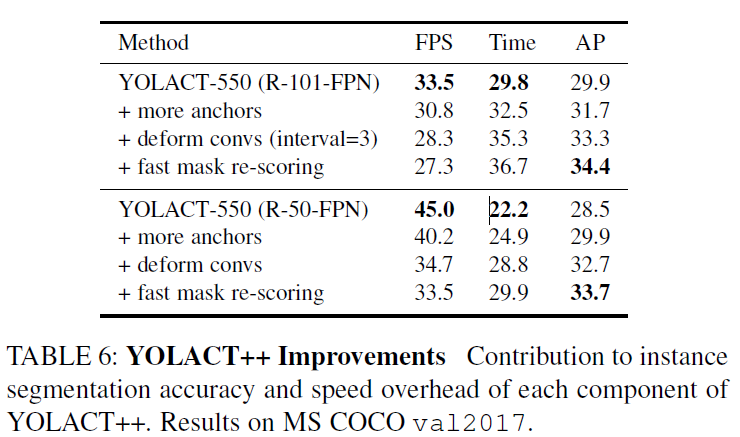 Method FPS Time AP
YOLACT-550 (R-101-FPN) 33.5 29.8 29.9
+ more anchors 30.8 32.5 31.7
+ deform convs (interval=3) 28.3 35.3 33.3
+ fast mask re-scoring 27.3 36.7 34.4
YOLACT-550 (R-50-FPN) 45.0 22.2 28.5
+ more anchors 40.2 24.9 29.9
+ deform convs 34.7 28.8 32.7
+ fast mask re-scoring 33.5 29.9 33.7
TABLE 6: YOLACT++ Improvements Contribution to instance
segmentation accuracy and speed overhead of each component of
YOLACT++. Results on MS COCO val2017.